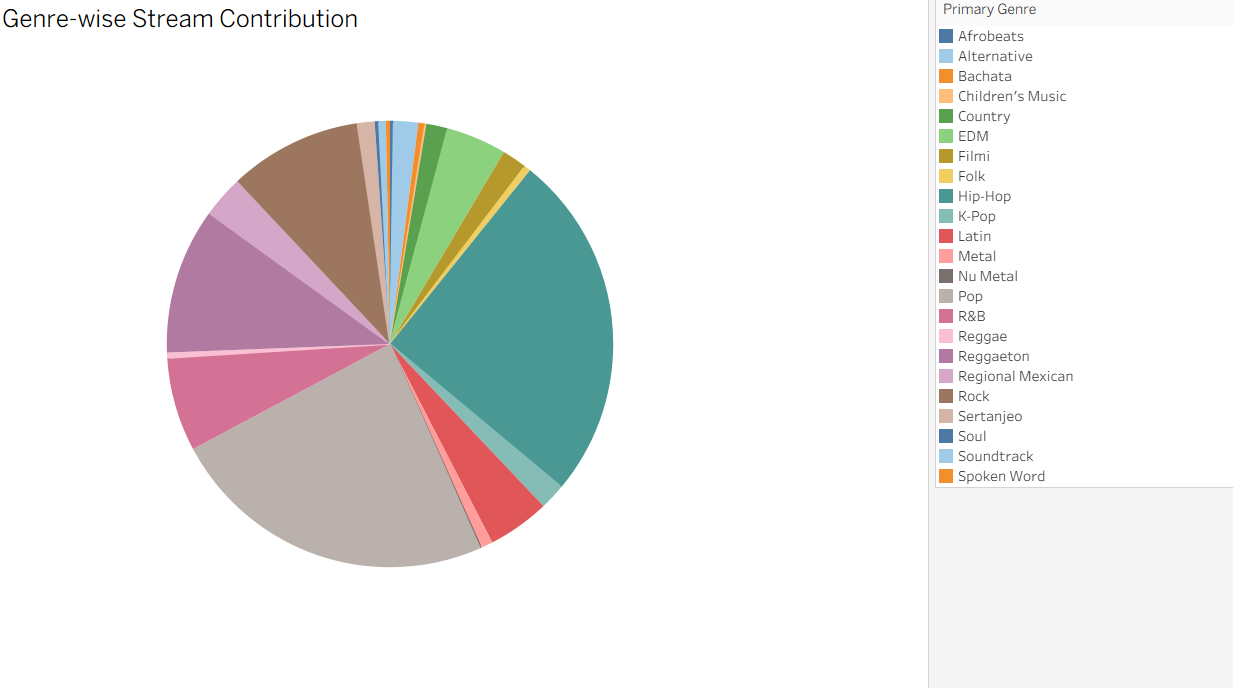 Genre-wise Stream Contribution
Primary Genre
Afrobeats
Alternative
Bachata
Children's Music
Country
EDM
Filmi
Folk
Hip-Hop
K-Pop
Latin
Metal
Nu Metal
Pop
R&B
Reggae
Reggaeton
Regional Mexican
Rock
Sertanjeo
Soul
Soundtrack
Spoken Word